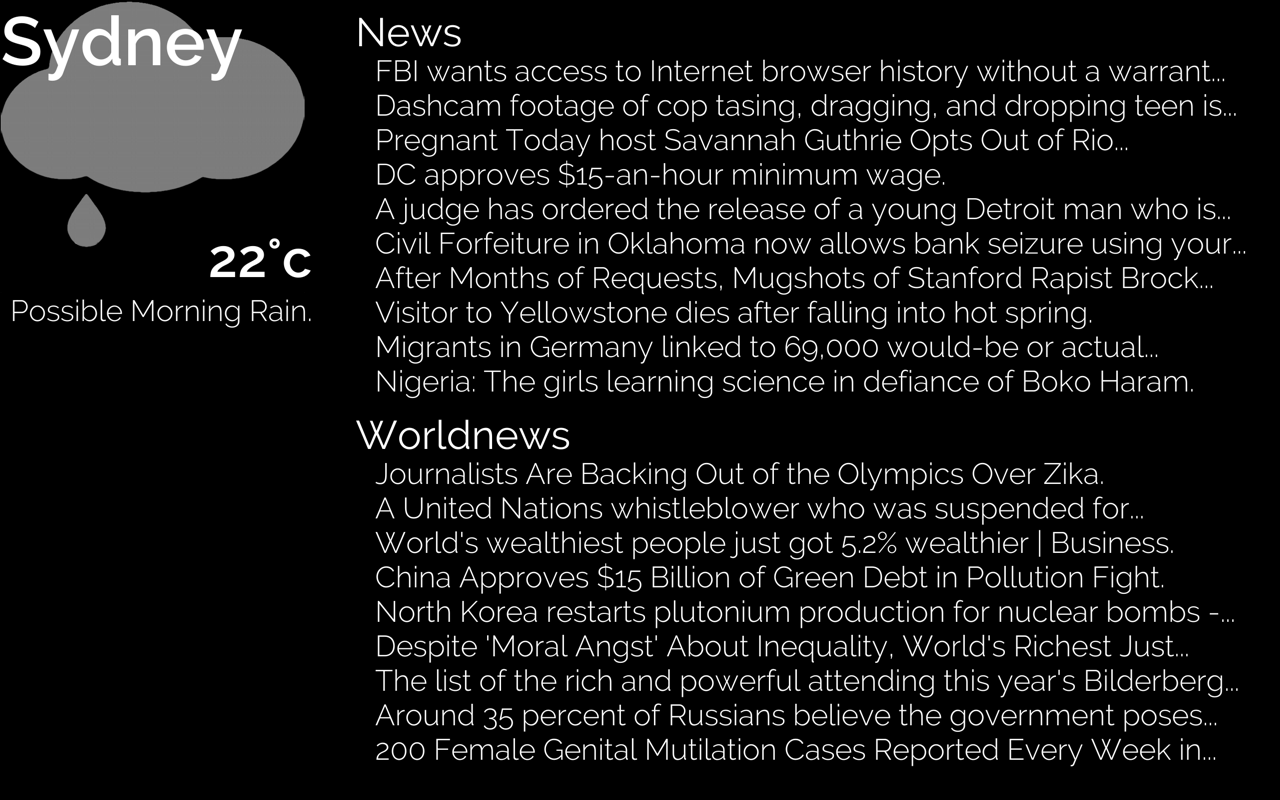 Sydney
22°c
Possible Morning Rain.
News
FBI wants access to Internet browser history without a warrant...
Dashcam footage of cop tasing, dragging, and dropping teen is...
Pregnant Today host Savannah Guthrie Opts Out of Rio...
DC approves $15-an-hour minimum wage.
A judge has ordered the release of a young Detroit man who is...
Civil Forfeiture in Oklahoma now allows bank seizure using your...
After Months of Requests, Mugshots of Stanford Rapist Brock...
Visitor to Yellowstone dies after falling into hot spring.
Migrants in Germany linked to 69,000 would-be or actual...
Nigeria: The girls learning science in defiance of Boko Haram.
Worldnews
Journalists Are Backing Out of the Olympics Over Zika.
A United Nations whistleblower who was suspended for...
World's wealthiest people just got 5.2% wealthier | Business.
China Approves $15 Billion of Green Debt in Pollution Fight.
North Korea restarts plutonium production for nuclear bombs -...
Despite 'Moral Angst' About Inequality, World's Richest Just...
The list of the rich and powerful attending this year's Bilderberg...
Around 35 percent of Russians believe the government poses...
200 Female Genital Mutilation Cases Reported Every Week in...